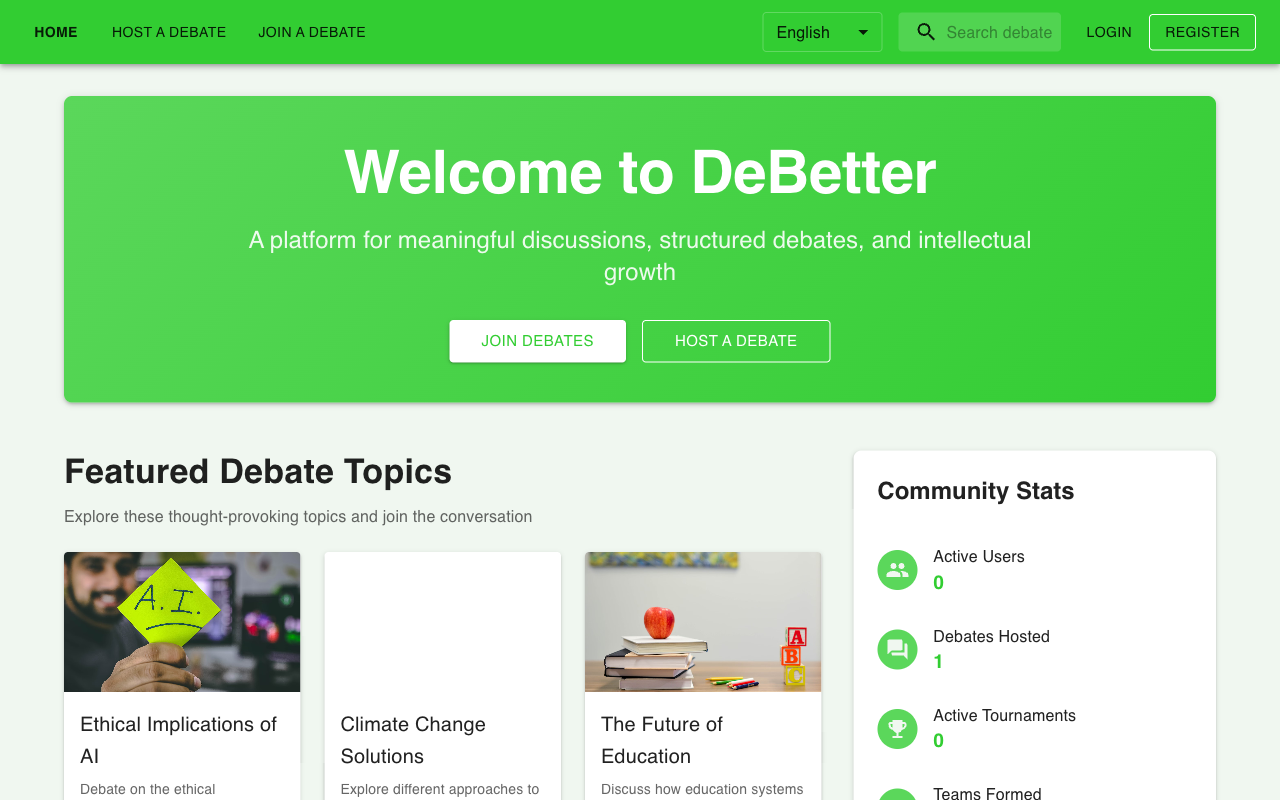 HOME
HOST A DEBATE
JOIN A DEBATE
English
Search debate
LOGIN
REGISTER
Welcome to DeBetter
A platform for meaningful discussions, structured debates, and intellectual
growth
JOIN DEBATES
HOST A DEBATE
Featured Debate Topics
Explore these thought-provoking topics and join the conversation
A.I.
Ethical Implications of
AI
Debate on the ethical
Climate Change
Solutions
Explore different approaches to
A
B
C
The Future of
Education
Discuss how education systems
Community Stats
Active Users
0
Debates Hosted
1
Active Tournaments
0
Teams Formed